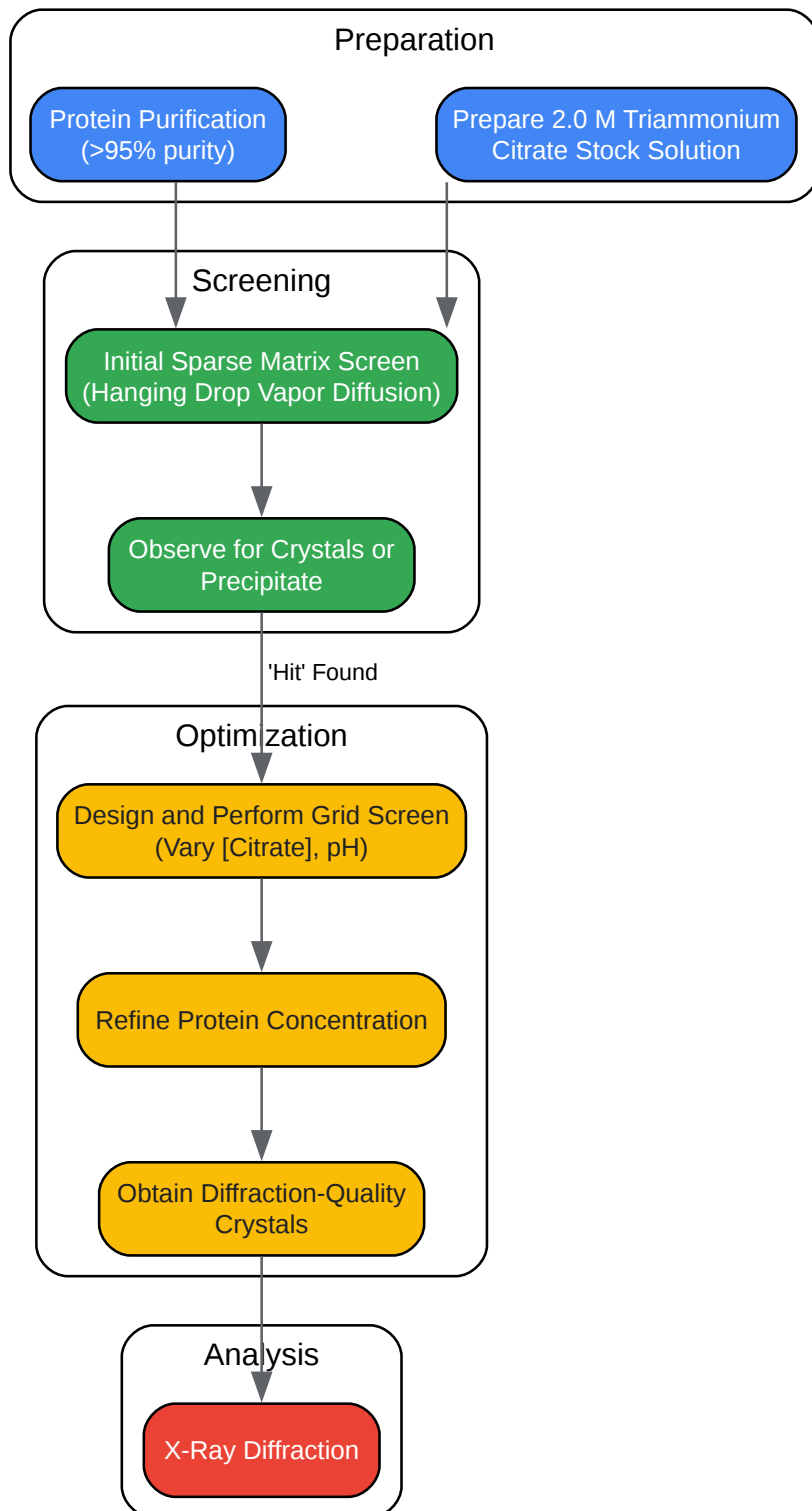 Preparation
Protein Purification
(>95% purity)
Prepare 2.0 M Triammonium
Citrate Stock Solution
Screening
Initial Sparse Matrix Screen
(Hanging Drop Vapor Diffusion)
Observe for Crystals or
Precipitate
'Hit' Found
Optimization
Design and Perform Grid Screen
(Vary [Citrate], pH)
Refine Protein Concentration
Obtain Diffraction-Quality
Crystals
Analysis
X-Ray Diffraction